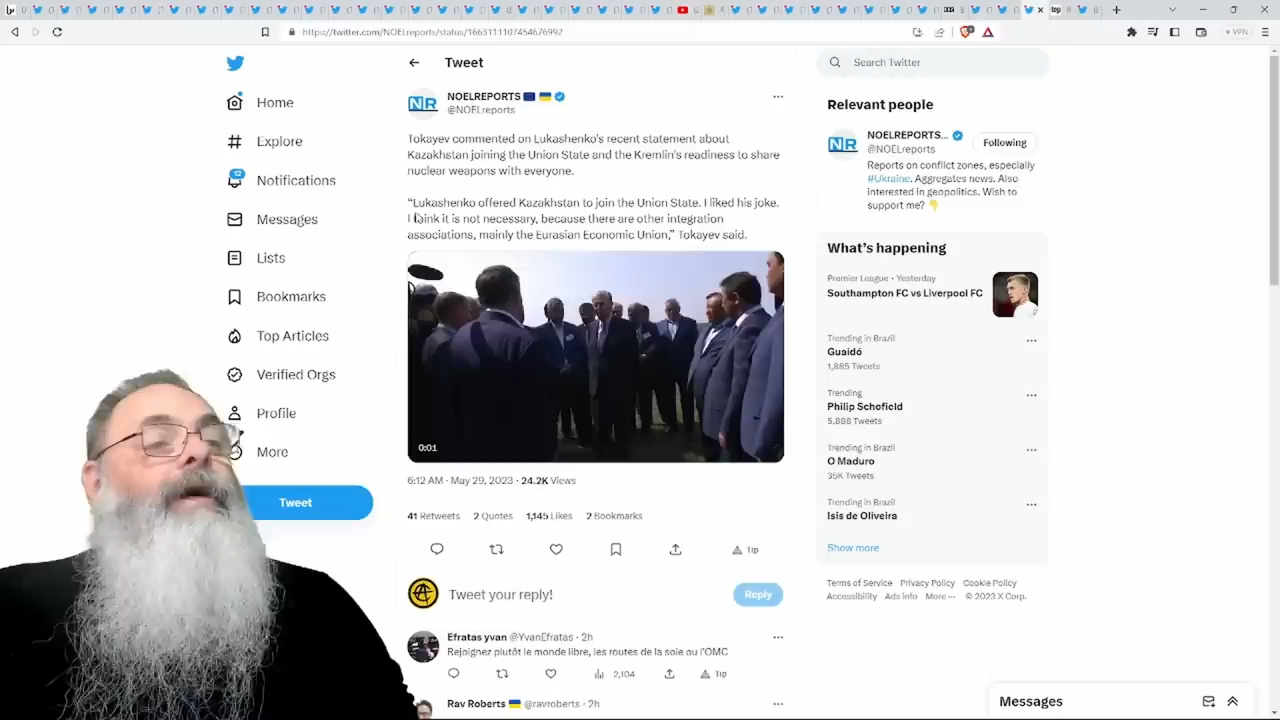 https://twitter.com/NOELreports/status/1663111107454676992
VPN
Home
Explore
12
Notifications
Messages
Lists
Bookmarks
Top Articles
Verified Orgs
Profile
More
Tweet
Tweet
NR
NOELREPORTS
@NOELreports
Tokayev commented on Lukashenko's recent statement about
Kazakhstan joining the Union State and the Kremlin's readiness to share
nuclear weapons with everyone.
“Lukashenko offered Kazakhstan to join the Union State. I liked his joke.
I think it is not necessary, because there are other integration
associations, mainly the Eurasian Economic Union,” Tokayev said.
0:01
6:12 AM · May 29, 2023 · 24.2K Views
41 Retweets 2 Quotes 1,145 Likes 2 Bookmarks
Tip
Tweet your reply!
Reply
Efratas yvan @YvanEfratas · 2h
Rejoignez plutôt le monde libre, les routes de la soie ou l'OMC
2,104
Tip
Rav Roberts @ravroberts · 2h
Search Twitter
Relevant people
NR
NOELREPORTS...
@NOELreports
Following
Reports on conflict zones, especially
#Ukraine. Aggregates news. Also
interested in geopolitics. Wish to
support me?
What's happening
Premier League · Yesterday
Southampton FC vs Liverpool FC
Trending in Brazil
Guaidó
1,885 Tweets
Trending
Philip Schofield
5,888 Tweets
Trending in Brazil
O Maduro
35K Tweets
Trending in Brazil
Isis de Oliveira
Show more
Terms of Service Privacy Policy Cookie Policy
Accessibility Ads info More ··· © 2023 X Corp.
Messages